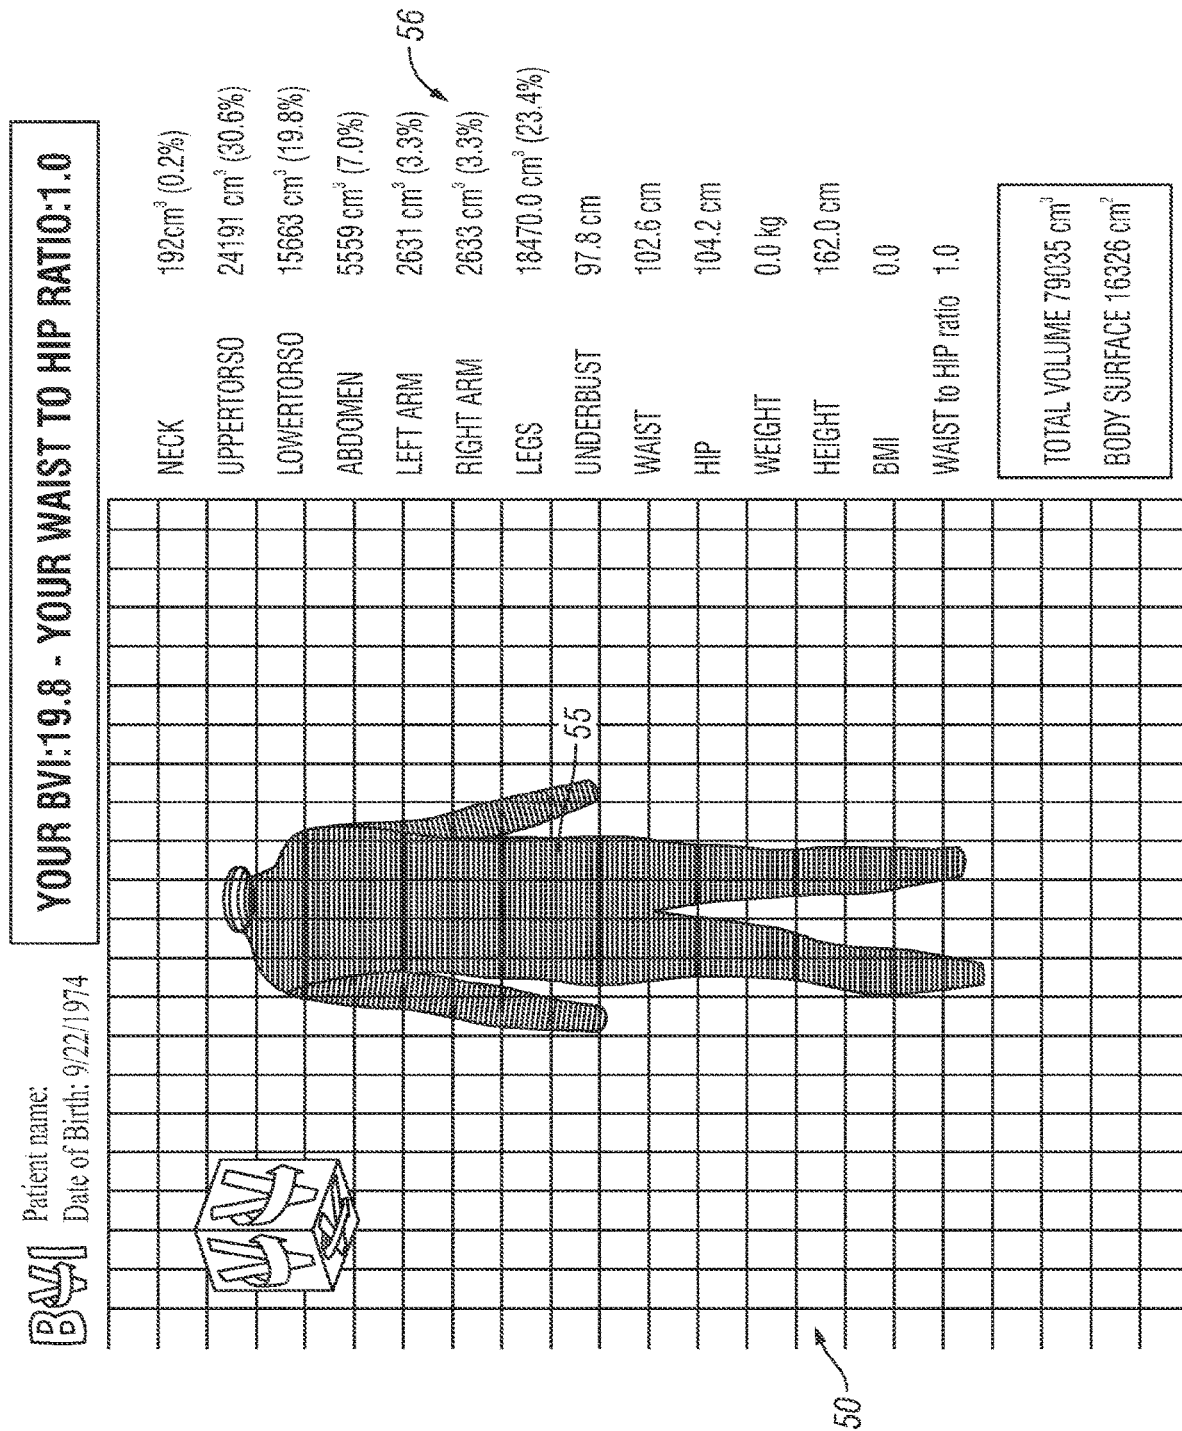 BVI
Patient name:
Date of Birth: 9/22/1974
YOUR BVI:19.8 - YOUR WAIST TO HIP RATIO:1.0
NECK 192cm³ (0.2%)
UPPERTORSO 24191 cm³ (30.6%)
LOWERTORSO 15663 cm³ (19.8%)
ABDOMEN 5559 cm³ (7.0%)
LEFT ARM 2631 cm³ (3.3%)
RIGHT ARM 2633 cm³ (3.3%)
LEGS 18470.0 cm³ (23.4%)
UNDERBUST 97.8 cm
WAIST 102.6 cm
HIP 104.2 cm
WEIGHT 0.0 kg
HEIGHT 162.0 cm
BMI 0.0
WAIST to HIP ratio 1.0
TOTAL VOLUME 79035 cm³
BODY SURFACE 16326 cm²
50
55
56